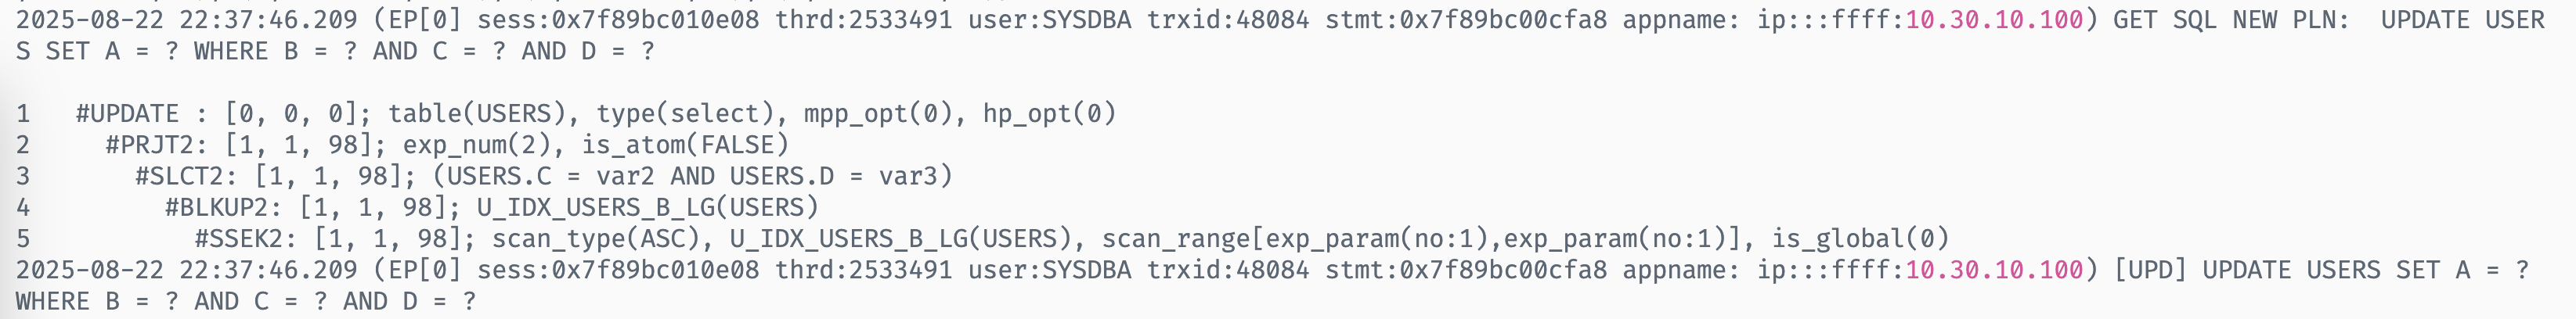 2025-08-22 22:37:46.209 (EP[0] sess:0x7f89bc010e08 thrd:2533491 user:SYSDBA trxid:48084 stmt:0x7f89bc00cfa8 appname: ip:::ffff:10.30.10.100) GET SQL NEW PLN:  UPDATE USER
S SET A = ? WHERE B = ? AND C = ? AND D = ?
1   #UPDATE : [0, 0, 0]; table(USERS), type(select), mpp_opt(0), hp_opt(0)
2     #PRJT2: [1, 1, 98]; exp_num(2), is_atom(FALSE)
3       #SLCT2: [1, 1, 98]; (USERS.C = var2 AND USERS.D = var3)
4         #BLKUP2: [1, 1, 98]; U_IDX_USERS_B_LG(USERS)
5           #SSEK2: [1, 1, 98]; scan_type(ASC), U_IDX_USERS_B_LG(USERS), scan_range[exp_param(no:1),exp_param(no:1)], is_global(0)
2025-08-22 22:37:46.209 (EP[0] sess:0x7f89bc010e08 thrd:2533491 user:SYSDBA trxid:48084 stmt:0x7f89bc00cfa8 appname: ip:::ffff:10.30.10.100) [UPD] UPDATE USERS SET A = ?
WHERE B = ? AND C = ? AND D = ?